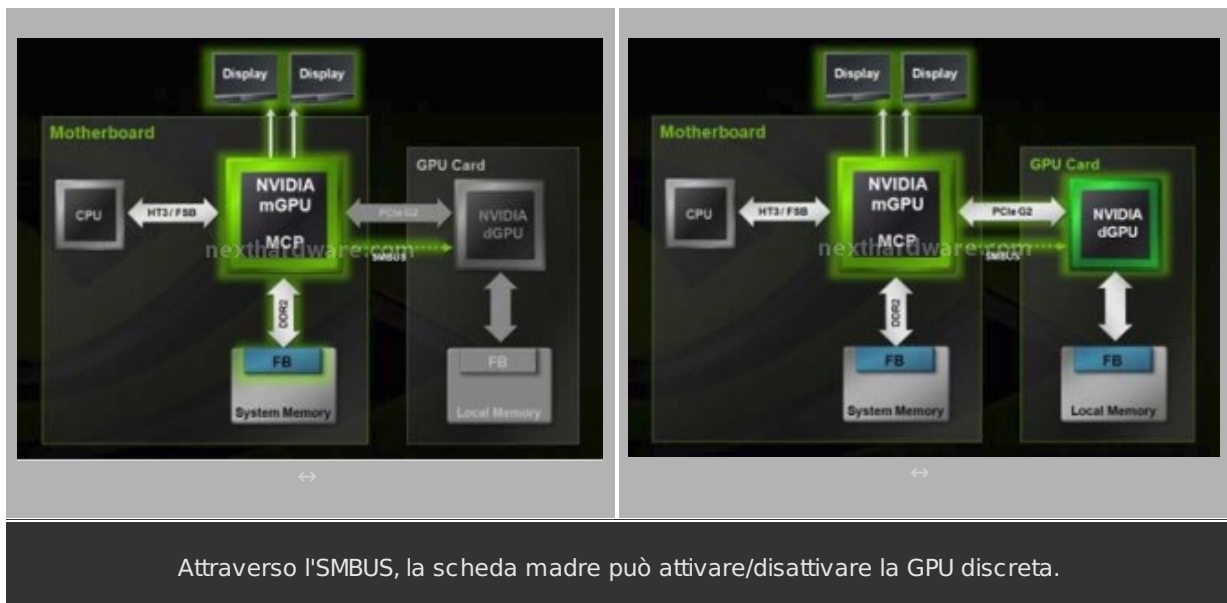 Display Display
Motherboard
GPU Card
NVIDIA
mGPU
MCP
CPU
HT3/ FSB
PCIe G2
NVIDIA
dGPU
SMBUS
nexthardware.com
DDR2
FB
System Memory
FB
Local Memory
Display Display
Motherboard
GPU Card
NVIDIA
mGPU
MCP
CPU
HT3/ FSB
PCIe G2
NVIDIA
dGPU
SMBUS
nexthardware.com
DDR2
FB
System Memory
FB
Local Memory
↔
↔
Attraverso l'SMBUS, la scheda madre può attivare/disattivare la GPU discreta.